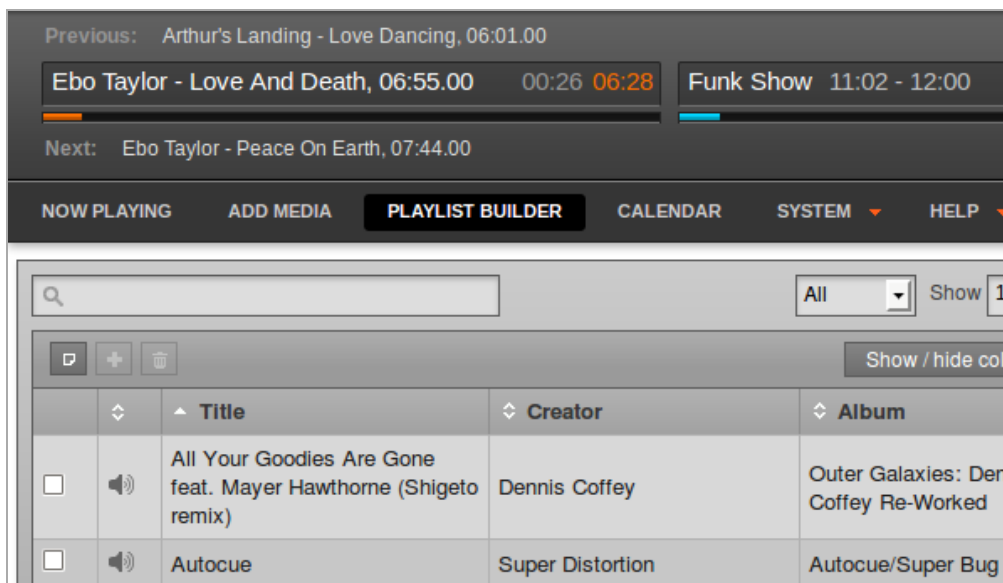 Previous: Arthur's Landing - Love Dancing, 06:01.00
Ebo Taylor - Love And Death, 06:55.00 00:26 06:28 Funk Show 11:02 - 12:00
Next: Ebo Taylor - Peace On Earth, 07:44.00
NOW PLAYING ADD MEDIA PLAYLIST BUILDER CALENDAR SYSTEM HELP
All Show 1
Show / hide col
Title Creator Album
All Your Goodies Are Gone
feat. Mayer Hawthorne (Shigeto
remix)
Dennis Coffey
Outer Galaxies: Den
Coffey Re-Worked
Autocue Super Distortion Autocue/Super Bug